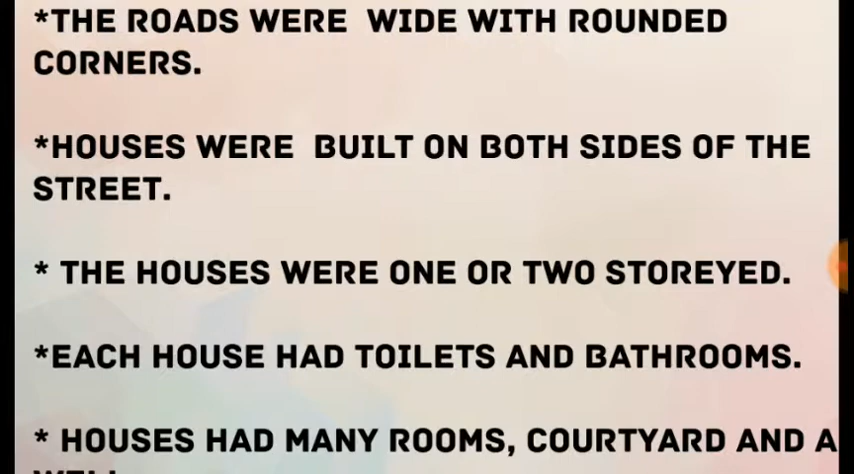 *THE ROADS WERE  WIDE WITH ROUNDED
CORNERS.
*HOUSES WERE  BUILT ON BOTH SIDES OF THE
STREET.
* THE HOUSES WERE ONE OR TWO STOREYED.
*EACH HOUSE HAD TOILETS AND BATHROOMS.
* HOUSES HAD MANY ROOMS, COURTYARD AND A
WELL